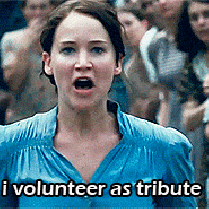 i volunteer as tribute